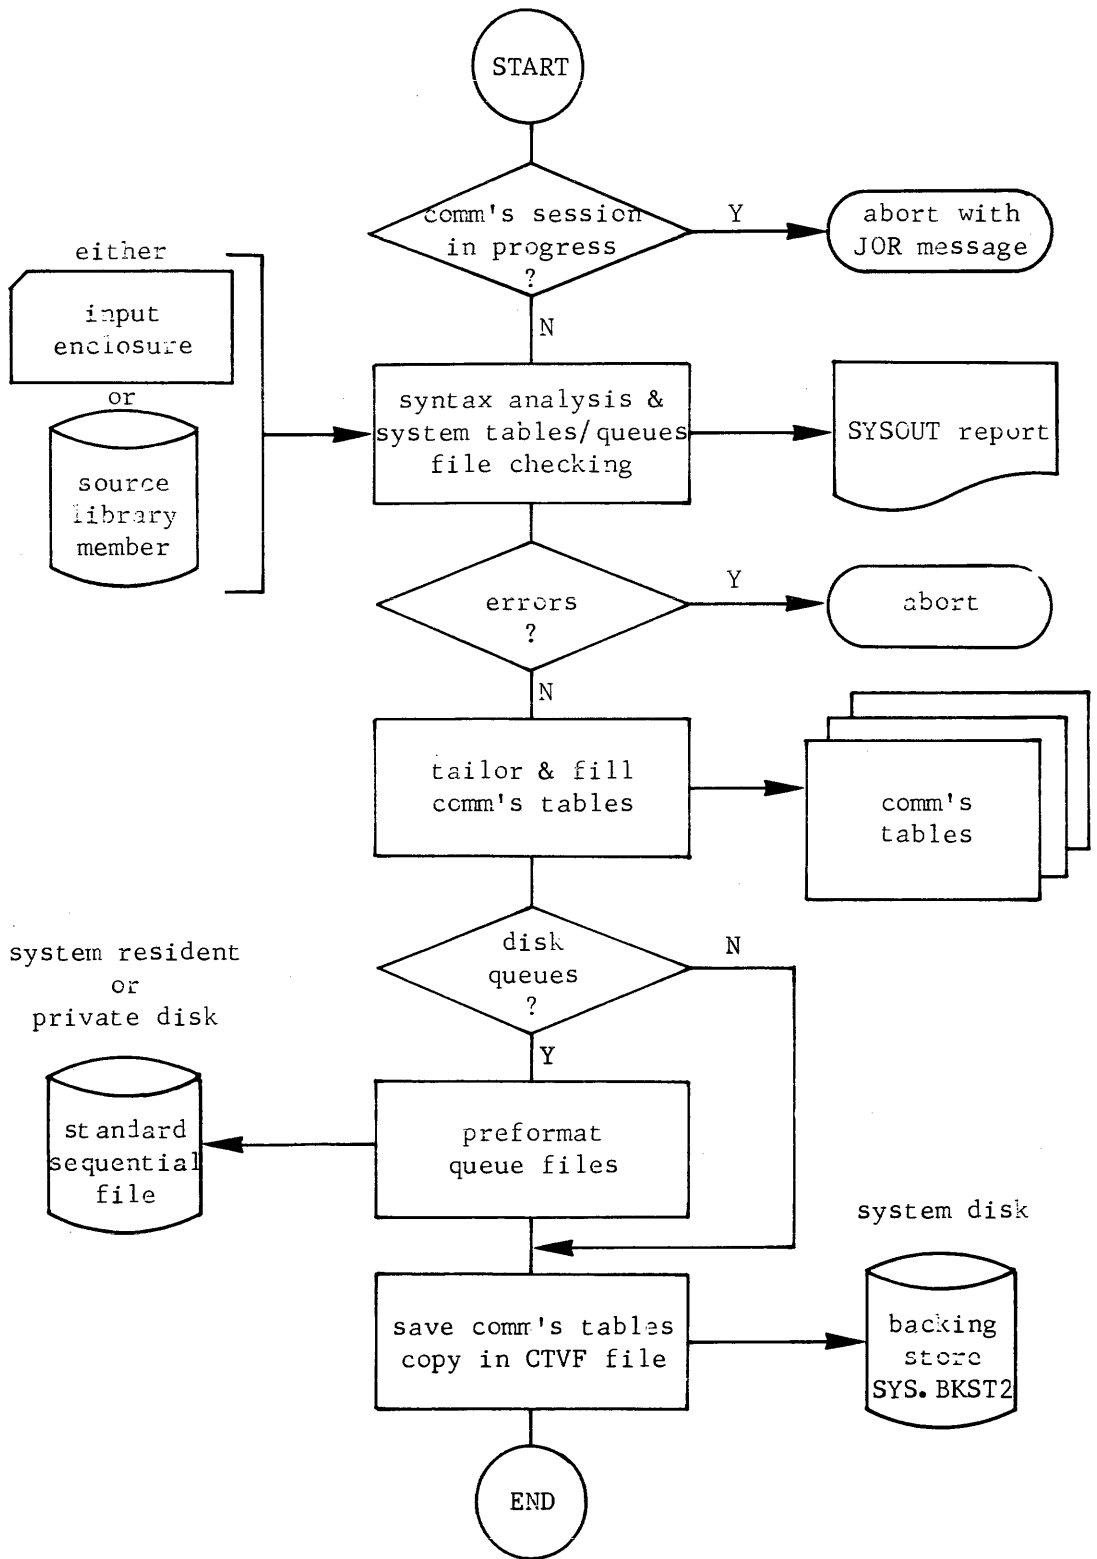 START
comm's session
in progress
?
Y
abort with
JOR message
N
either
input
enclosure
or
source
library
member
syntax analysis &
system tables/queues
file checking
SYSOUT report
errors
?
Y
abort
N
tailor & fill
comm's tables
comm's
tables
disk
queues
?
N
Y
system resident
or
private disk
standard
sequential
file
preformat
queue files
system disk
save comm's tables
copy in CTVF file
backing
store
SYS.BKST2
END